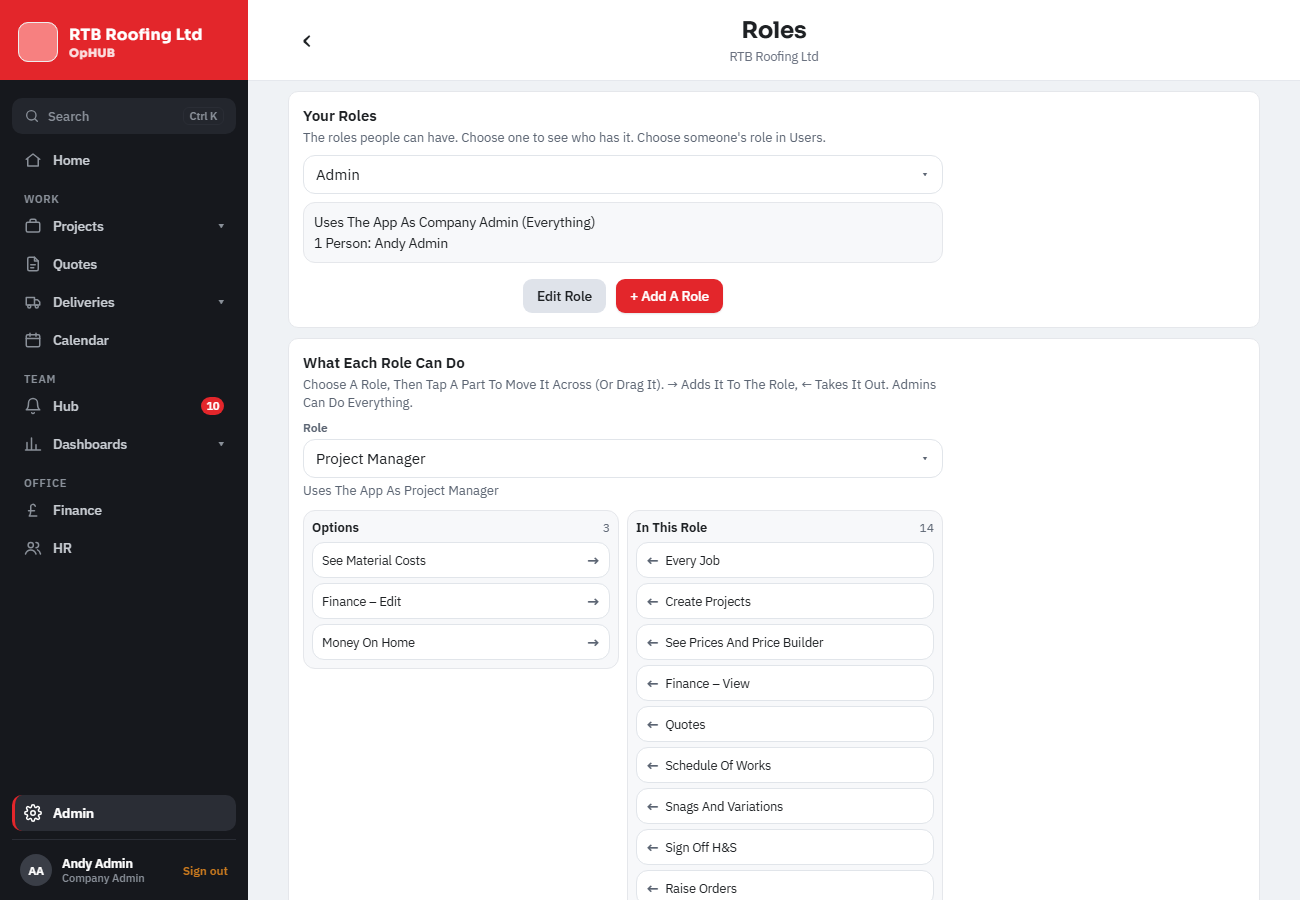 RTB Roofing Ltd
OpHUB
Search
Ctrl K
Home
WORK
Projects
Quotes
Deliveries
Calendar
TEAM
Hub
10
Dashboards
OFFICE
Finance
HR
Admin
AA
Andy Admin
Company Admin
Sign out
Roles
RTB Roofing Ltd
Your Roles
The roles people can have. Choose one to see who has it. Choose someone's role in Users.
Admin
Uses The App As Company Admin (Everything)
1 Person: Andy Admin
Edit Role
+ Add A Role
What Each Role Can Do
Choose A Role, Then Tap A Part To Move It Across (Or Drag It). → Adds It To The Role, ← Takes It Out. Admins
Can Do Everything.
Role
Project Manager
Uses The App As Project Manager
Options
3
See Material Costs →
Finance – Edit →
Money On Home →
In This Role
14
← Every Job
← Create Projects
← See Prices And Price Builder
← Finance – View
← Quotes
← Schedule Of Works
← Snags And Variations
← Sign Off H&S
← Raise Orders